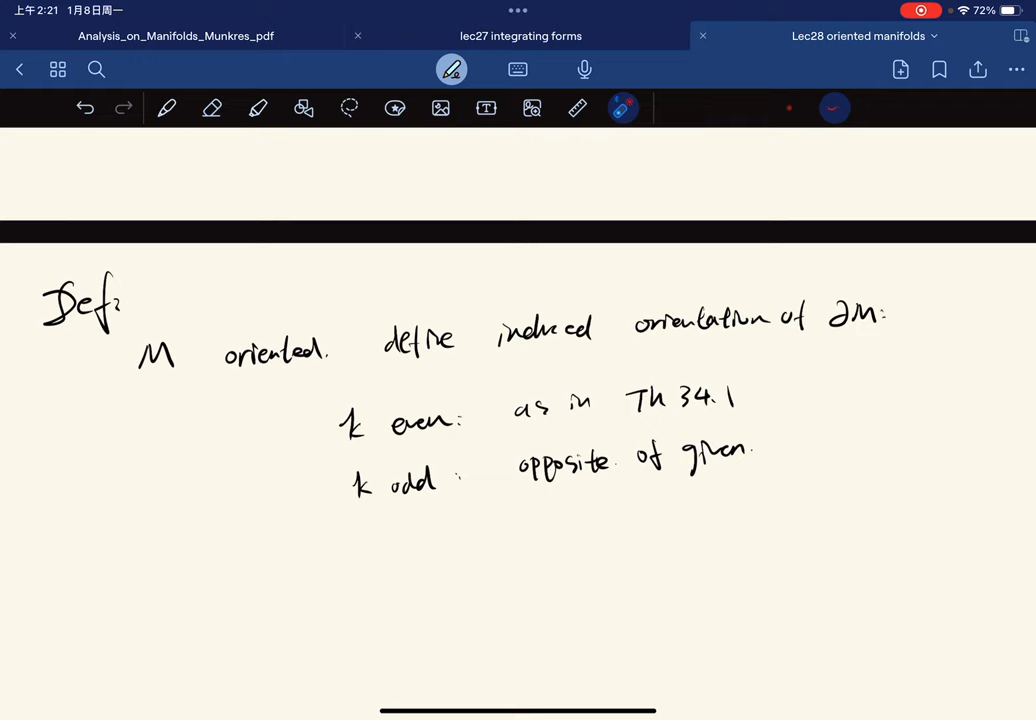 上午2:21 1月8日周一
72%
Analysis_on_Manifolds_Munkres_pdf
lec27 integrating forms
Lec28 oriented manifolds
Def:
M oriented. define induced orientation of ∂M:
k even: as in Th 34.1
k odd: opposite of given.